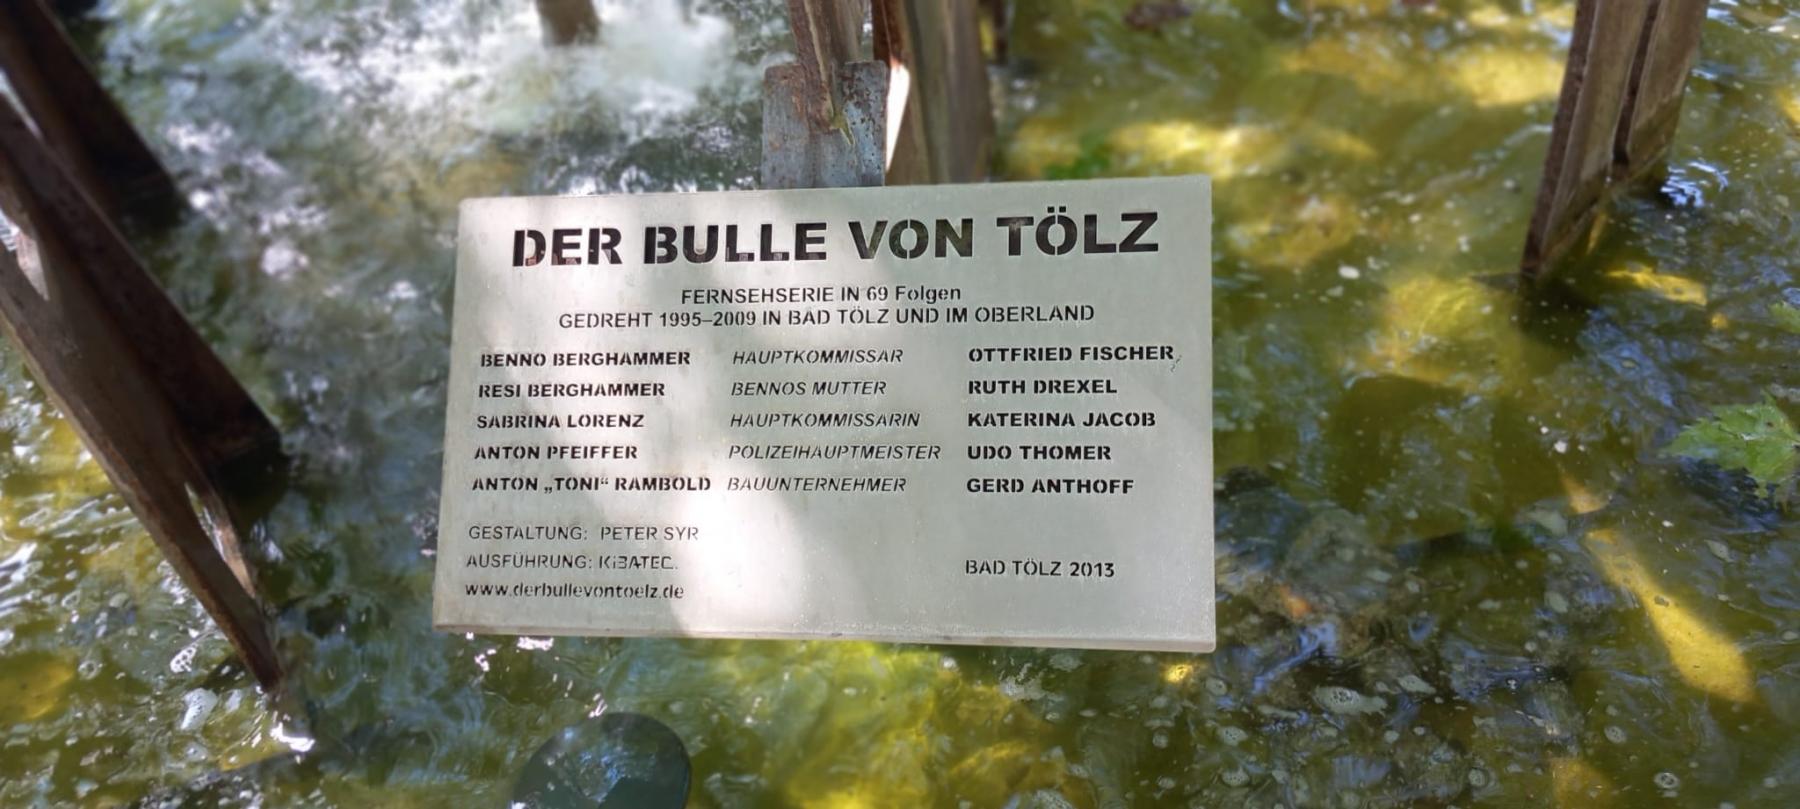 DER BULLE VON TÖLZ
FERNSEHSERIE IN 69 Folgen
GEDREHT 1995–2009 IN BAD TÖLZ UND IM OBERLAND
BENNO BERGHAMMER HAUPTKOMMISSAR OTTFRIED FISCHER
RESI BERGHAMMER BENNOS MUTTER RUTH DREXEL
SABRINA LORENZ HAUPTKOMMISSARIN KATERINA JACOB
ANTON PFEIFFER POLIZEIHAUPTMEISTER UDO THOMER
ANTON „TONI“ RAMBOLD BAUUNTERNEHMER GERD ANTHOFF
GESTALTUNG: PETER SYR
AUSFÜHRUNG: KiBATEC. BAD TÖLZ 2013
www.derbullevontoelz.de